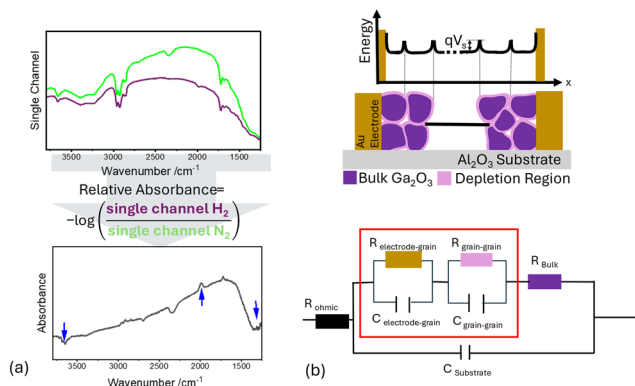 Single Channel
3800 3000 2500 2000 1500
Wavenumber /cm⁻¹
Relative Absorbance=
−log(single channel H₂
single channel N₂)
Absorbance
3800 3000 2500 2000 1500
Wavenumber /cm⁻¹
(a)
Energy
qVₛ
x
Au
Electrode
Al₂O₃ Substrate
Bulk Ga₂O₃ Depletion Region
R electrode-grain
R grain-grain
R Bulk
R ohmic
C electrode-grain
C grain-grain
C Substrate
(b)